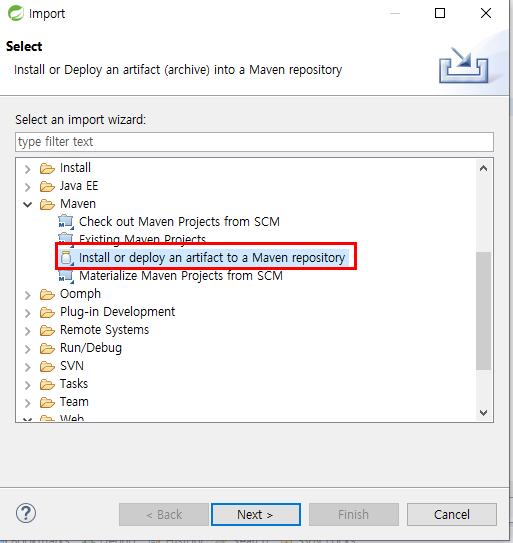 Import
Select
Install or Deploy an artifact (archive) into a Maven repository
Select an import wizard:
type filter text
Install
Java EE
Maven
Check out Maven Projects from SCM
Existing Maven Projects
Install or deploy an artifact to a Maven repository
Materialize Maven Projects from SCM
Oomph
Plug-in Development
Remote Systems
Run/Debug
SVN
Tasks
Team
Web
?
< Back
Next >
Finish
Cancel